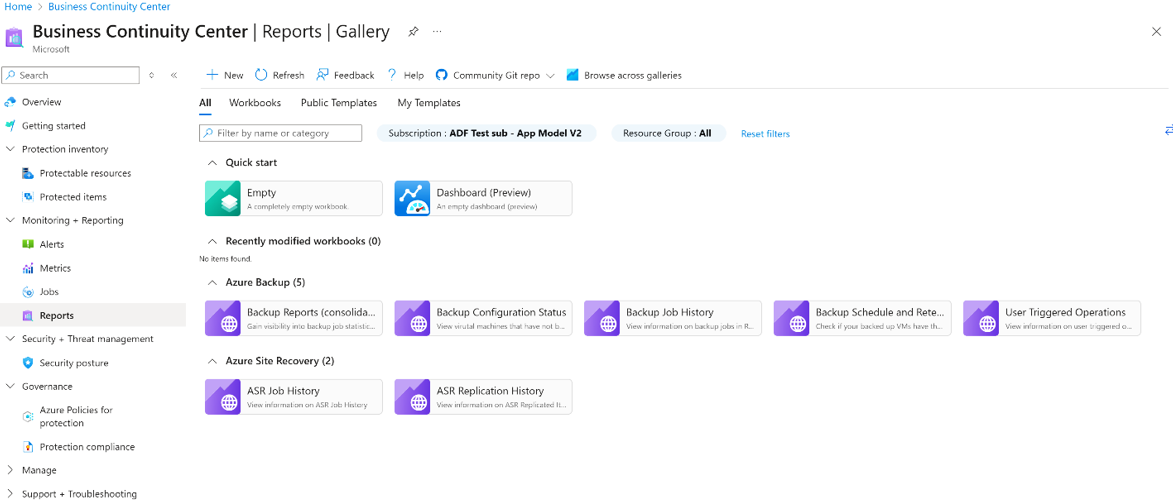 Home > Business Continuity Center
Business Continuity Center | Reports | Gallery
Microsoft
Search
Overview
Getting started
Protection inventory
Protectable resources
Protected items
Monitoring + Reporting
Alerts
Metrics
Jobs
Reports
Security + Threat management
Security posture
Governance
Azure Policies for
protection
Protection compliance
Manage
Support + Troubleshooting
New Refresh Feedback Help Community Git repo Browse across galleries
All Workbooks Public Templates My Templates
Filter by name or category Subscription : ADF Test sub - App Model V2 Resource Group : All Reset filters
Quick start
Empty
A completely empty workbook.
Dashboard (Preview)
An empty dashboard (preview)
Recently modified workbooks (0)
No items found.
Azure Backup (5)
Backup Reports (consolida...
Gain visibility into backup job statistic...
Backup Configuration Status
View virutal machines that have not b...
Backup Job History
View information on backup jobs in R...
Backup Schedule and Rete...
Check if your backed up VMs have th...
User Triggered Operations
View information on user triggered o...
Azure Site Recovery (2)
ASR Job History
View information on ASR Job History
ASR Replication History
View information on ASR Replicated It...